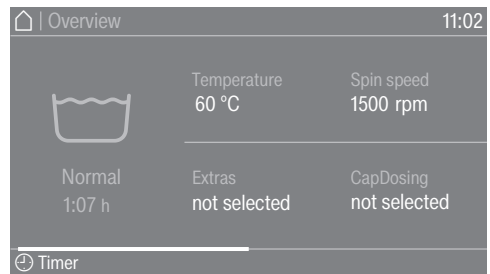 | Overview 11:02
Temperature Spin speed
60 °C 1500 rpm
Normal Extras CapDosing
1:07 h not selected not selected
Timer